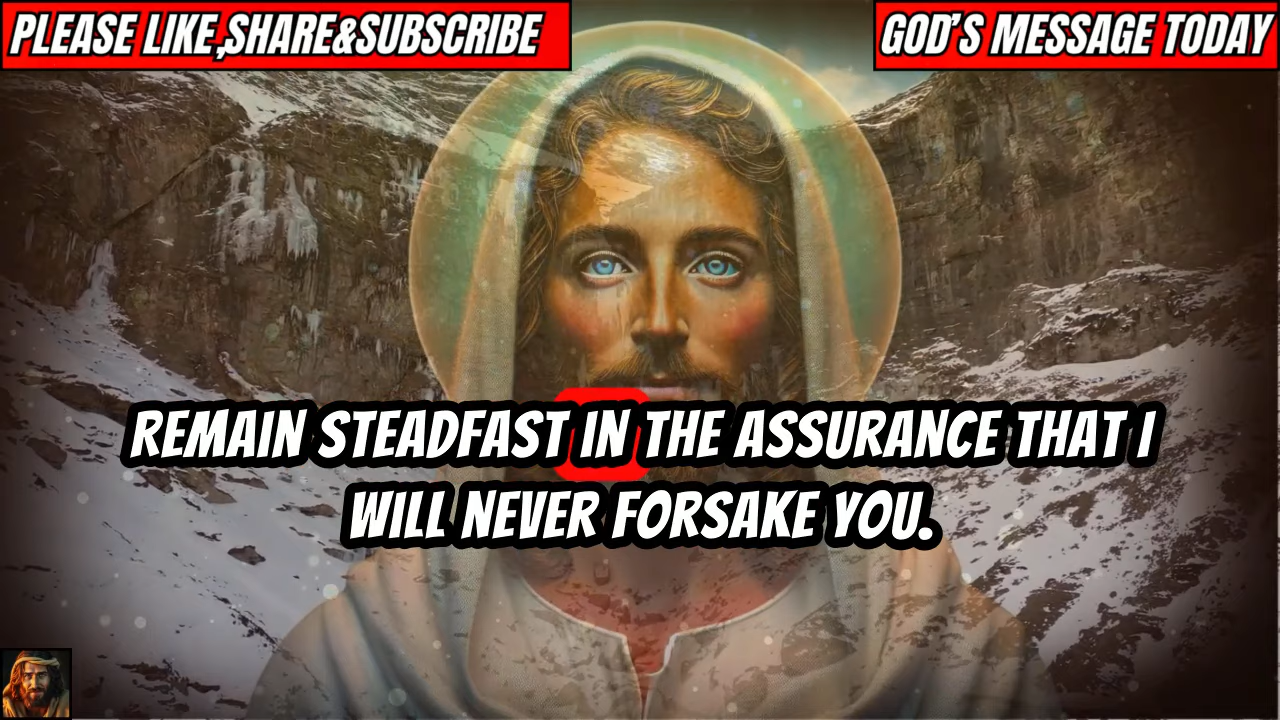 PLEASE LIKE,SHARE&SUBSCRIBE
GOD'S MESSAGE TODAY
REMAIN STEADFAST IN THE ASSURANCE THAT I
WILL NEVER FORSAKE YOU.